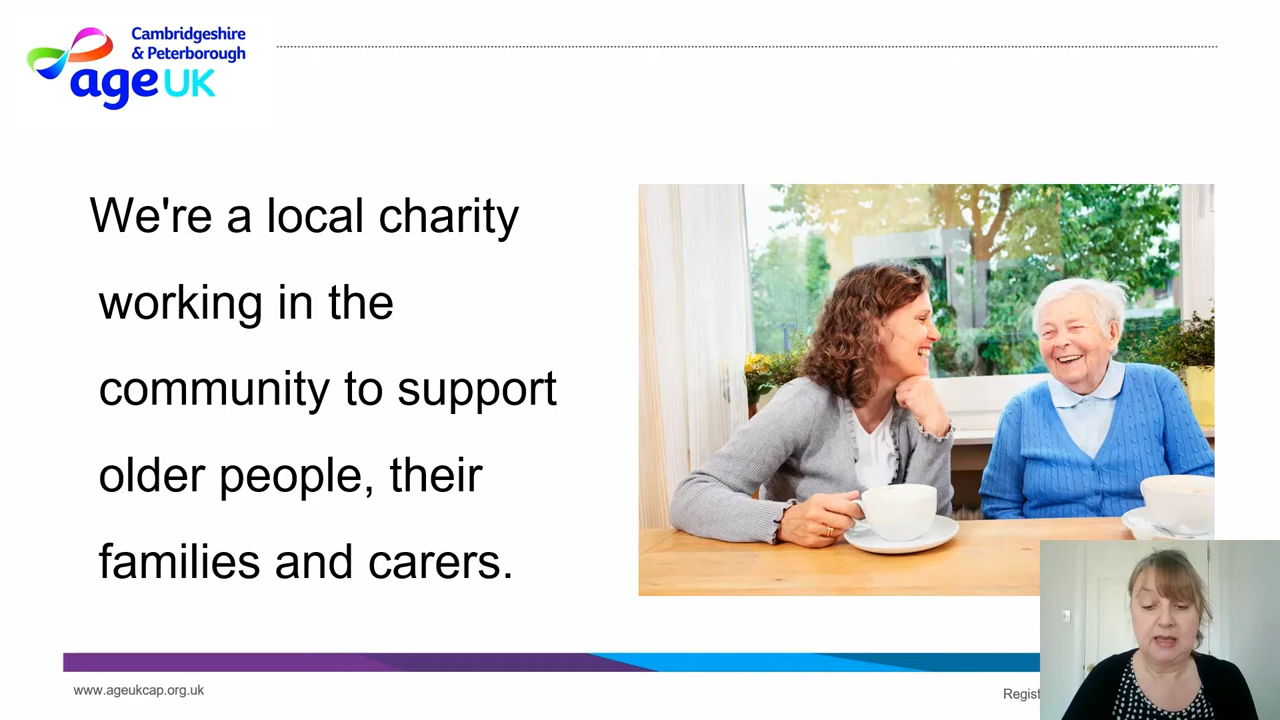 Cambridgeshire
& Peterborough
age UK
We're a local charity
working in the
community to support
older people, their
families and carers.
www.ageukcap.org.uk
Regist